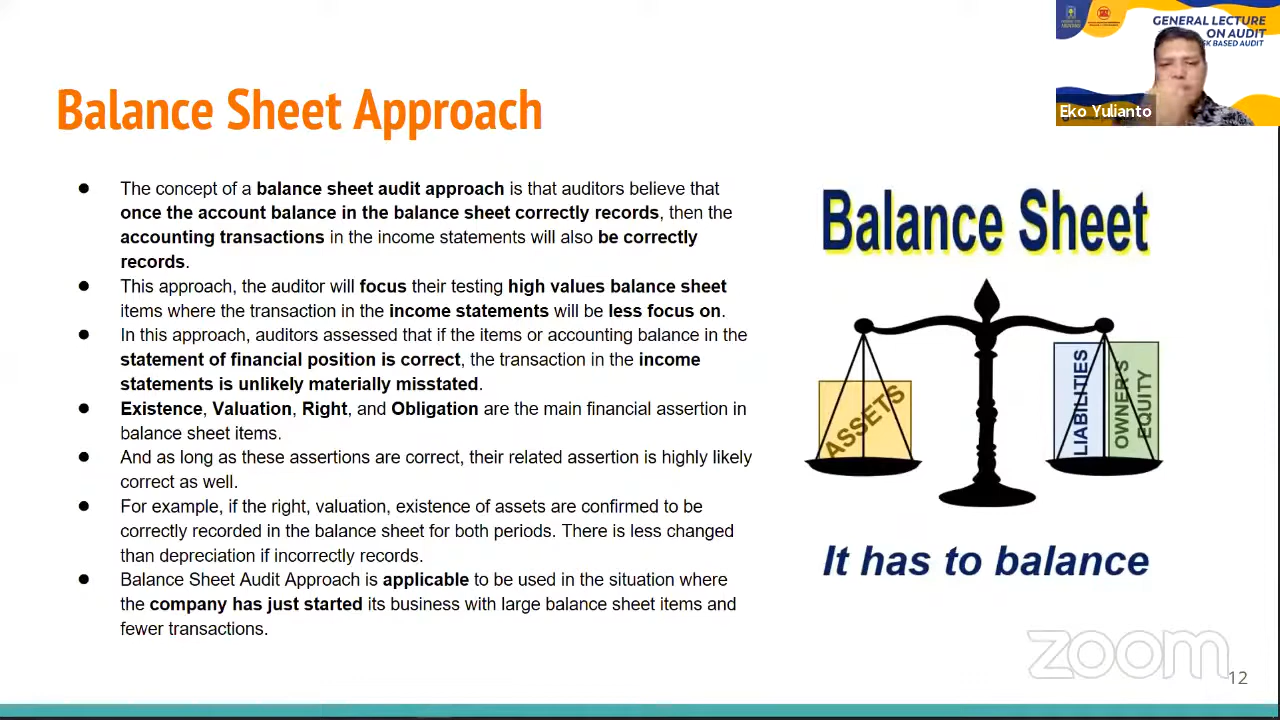 GENERAL LECTURE
ON AUDIT
BASED AUDIT
Eko Yulianto
Balance Sheet Approach
● The concept of a balance sheet audit approach is that auditors believe that
once the account balance in the balance sheet correctly records, then the
accounting transactions in the income statements will also be correctly
records.
● This approach, the auditor will focus their testing high values balance sheet
items where the transaction in the income statements will be less focus on.
● In this approach, auditors assessed that if the items or accounting balance in the
statement of financial position is correct, the transaction in the income
statements is unlikely materially misstated.
● Existence, Valuation, Right, and Obligation are the main financial assertion in
balance sheet items.
● And as long as these assertions are correct, their related assertion is highly likely
correct as well.
● For example, if the right, valuation, existence of assets are confirmed to be
correctly recorded in the balance sheet for both periods. There is less changed
than depreciation if incorrectly records.
● Balance Sheet Audit Approach is applicable to be used in the situation where
the company has just started its business with large balance sheet items and
fewer transactions.
Balance Sheet
ASSETS
LIABILITIES
OWNER'S
EQUITY
It has to balance
zoom
12